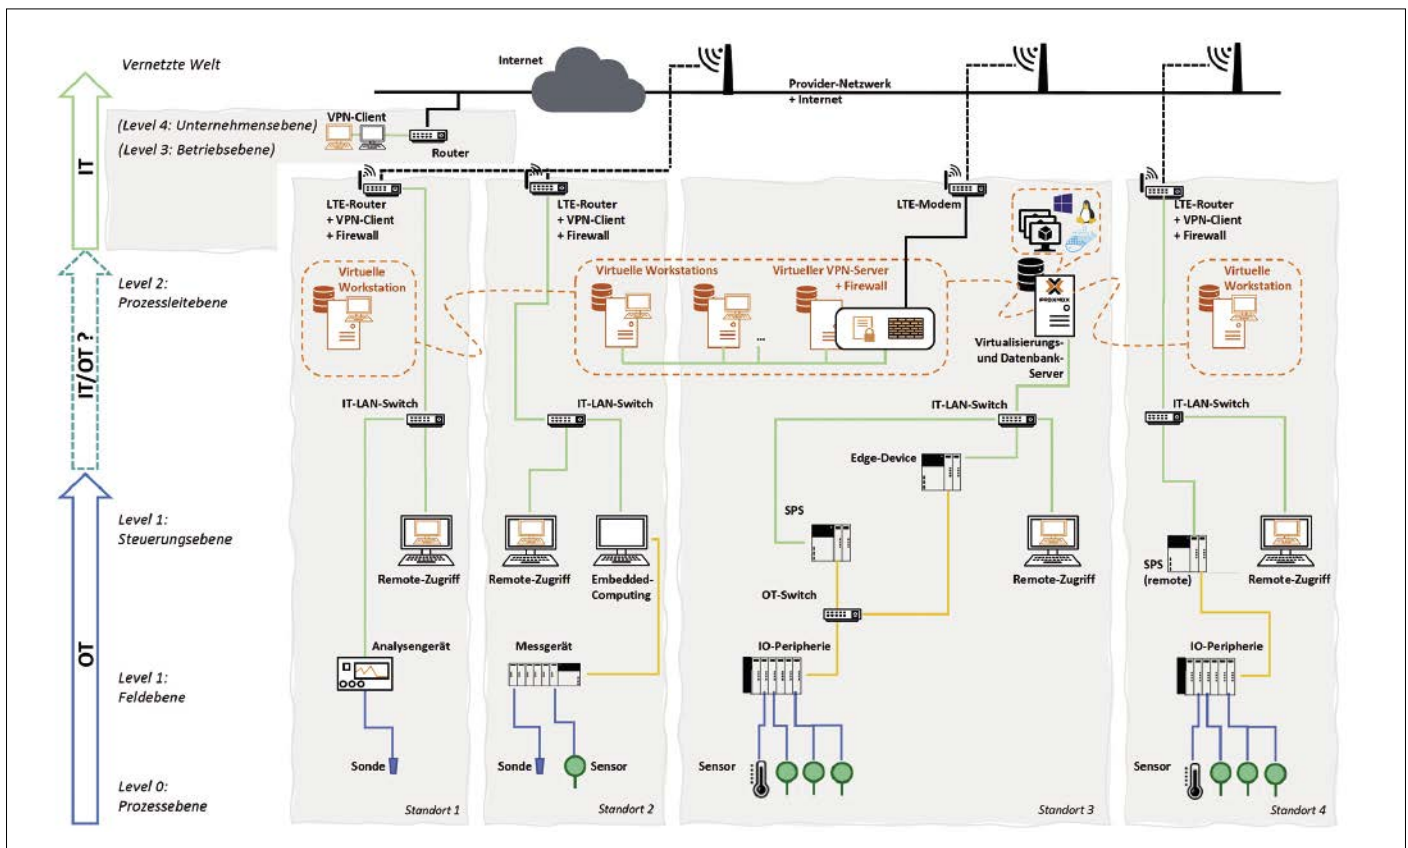 Vernetzte Welt
Internet
Provider-Netzwerk
+ Internet
(Level 4: Unternehmensebene)
(Level 3: Betriebsebene)
VPN-Client
Router
IT
LTE-Router
+ VPN-Client
+ Firewall
LTE-Router
+ VPN-Client
+ Firewall
LTE-Modem
LTE-Router
+ VPN-Client
+ Firewall
Level 2:
Prozessleitebene
Virtuelle
Workstation
Virtuelle Workstations
Virtueller VPN-Server
+ Firewall
...
PROXMOX
Virtualisierungs-
und Datenbank-
Server
Virtuelle
Workstation
IT/OT ?
IT-LAN-Switch
IT-LAN-Switch
IT-LAN-Switch
IT-LAN-Switch
Edge-Device
Level 1:
Steuerungsebene
SPS
Remote-Zugriff
Remote-Zugriff
Embedded-
Computing
Remote-Zugriff
SPS
(remote)
Remote-Zugriff
OT-Switch
OT
Level 1:
Feldebene
Analysengerät
Messgerät
IO-Peripherie
IO-Peripherie
Level 0:
Prozessebene
Sonde
Sonde
Sensor
Sensor
Sensor
Standort 1
Standort 2
Standort 3
Standort 4